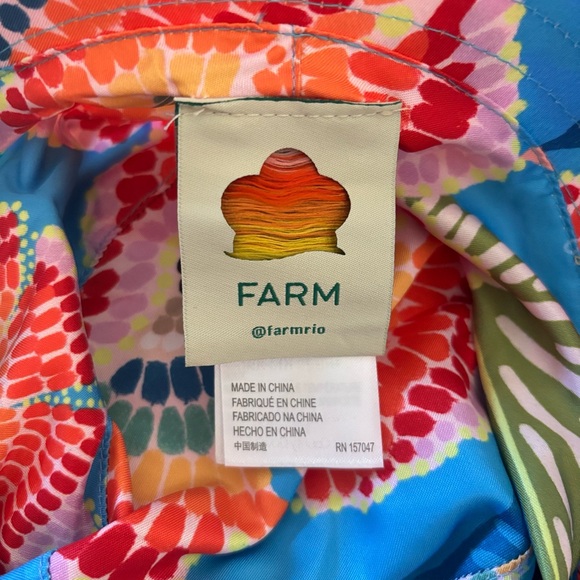 FARM
@farmrio
MADE IN CHINA
FABRIQUÉ EN CHINE
FABRICADO NA CHINA
HECHO EN CHINA
中国制造 RN 157047